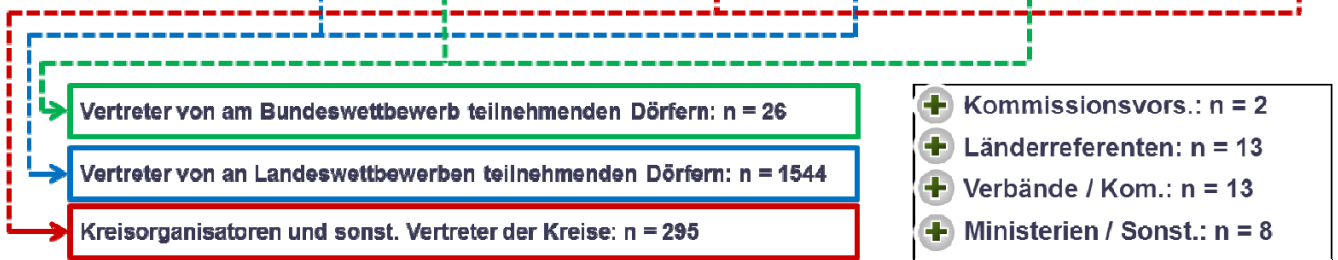 Vertreter von am Bundeswettbewerb teilnehmenden Dörfern: n = 26
Vertreter von an Landeswettbewerben teilnehmenden Dörfern: n = 1544
Kreisorganisatoren und sonst. Vertreter der Kreise: n = 295
Kommissionsvors.: n = 2
Länderreferenten: n = 13
Verbände / Kom.: n = 13
Ministerien / Sonst.: n = 8